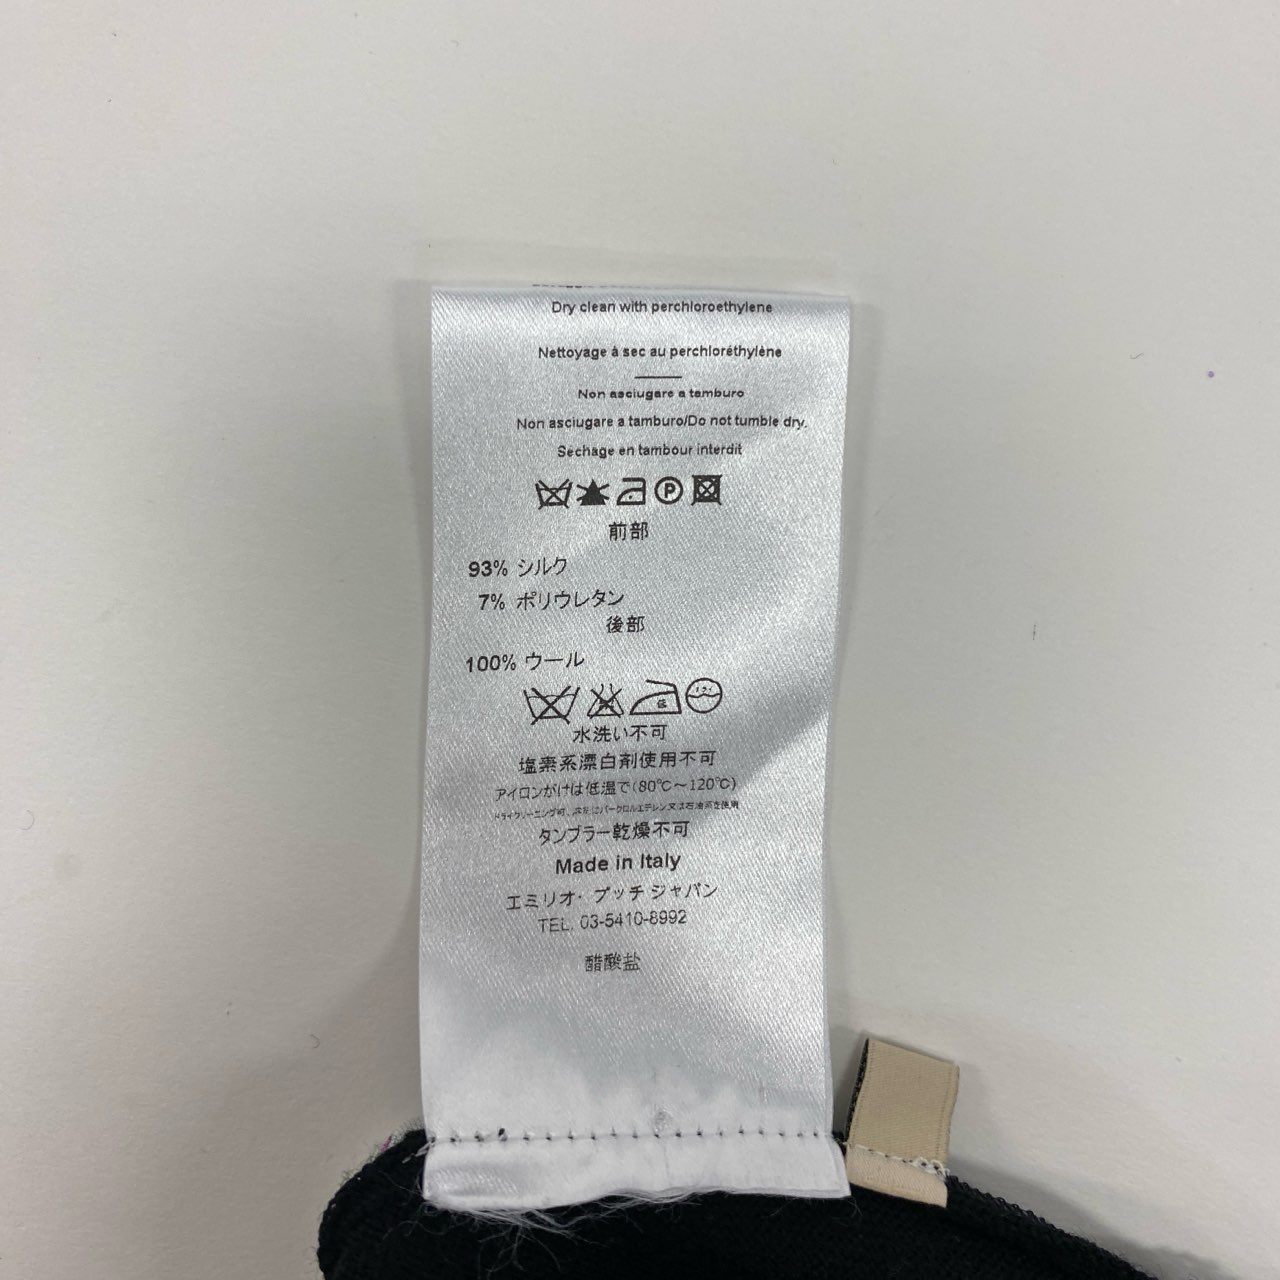 Dry clean with perchloroethylene
Nettoyage à sec au perchloréthylène
Non asciugare a tamburo
Non asciugare a tamburo/Do not tumble dry.
Sechage en tambour interdit
P
前部
93% シルク
7% ポリウレタン
後部
100% ウール
水洗い不可
塩素系漂白剤使用不可
アイロンがけは低温で(80℃～120℃)
タンブラー乾燥不可
Made in Italy
エミリオ・プッチ ジャパン
TEL. 03-5410-8992
醋酸盐